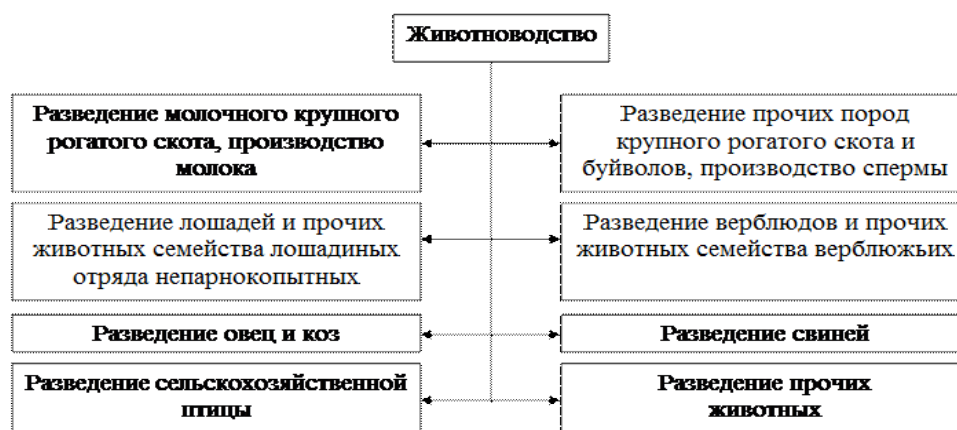 Животноводство
Разведение молочного крупного
рогатого скота, производство
молока
Разведение прочих пород
крупного рогатого скота и
буйволов, производство спермы
Разведение лошадей и прочих
животных семейства лошадиных
отряда непарнокопытных
Разведение верблюдов и прочих
животных семейства верблюжьих
Разведение овец и коз
Разведение свиней
Разведение сельскохозяйственной
птицы
Разведение прочих
животных